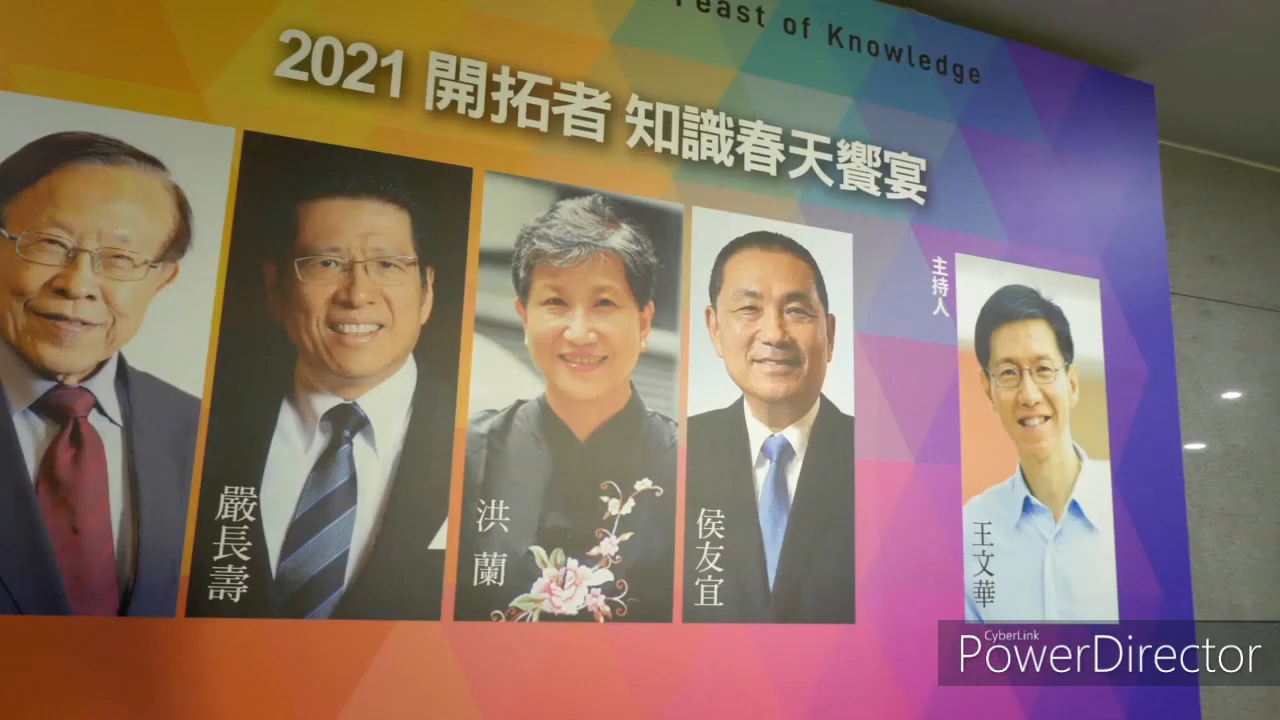 Feast of Knowledge
2021 開拓者 知識春天饗宴
嚴長壽
洪蘭
侯友宜
主持人
王文華
CyberLink
PowerDirector